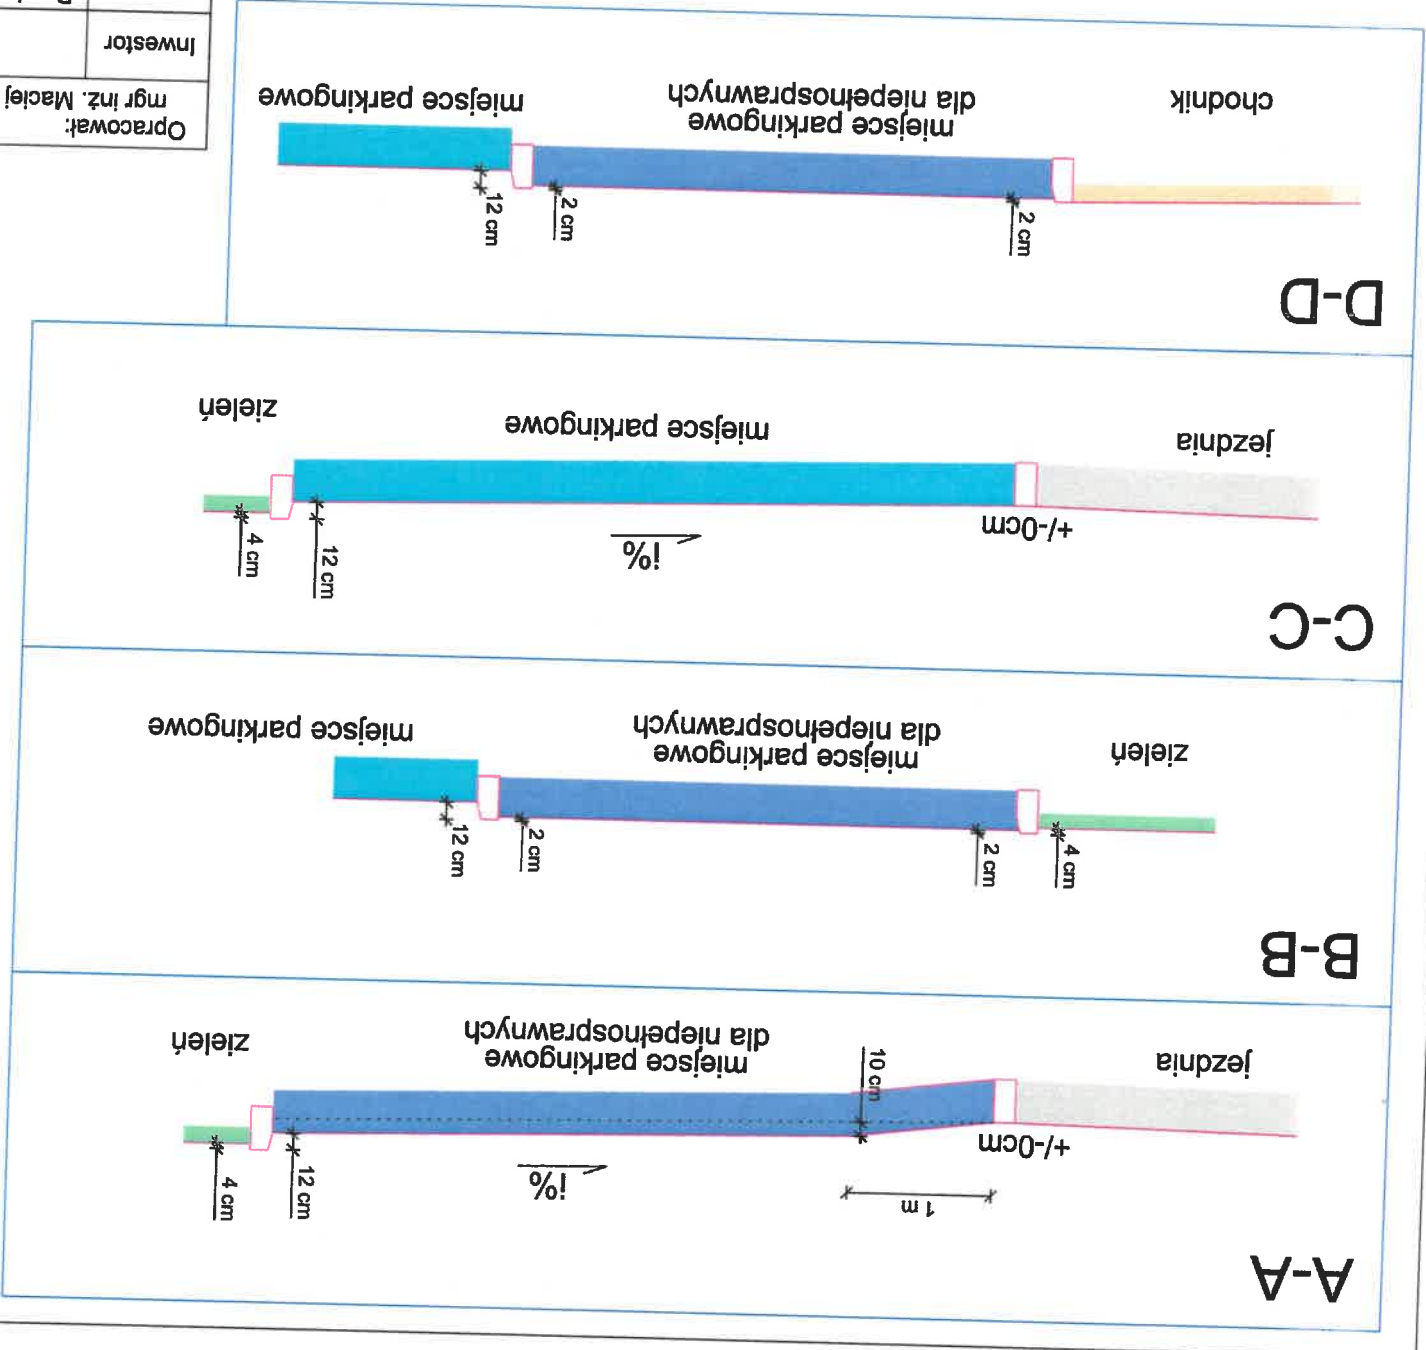 A-A
1 m
+/-0cm
i%
12 cm
4 cm
10 cm
jezdnia
miejsce parkingowe
dla niepełnosprawnych
zieleń
B-B
4 cm
2 cm
2 cm
12 cm
zieleń
miejsce parkingowe
dla niepełnosprawnych
miejsce parkingowe
C-C
+/-0cm
i%
12 cm
4 cm
jezdnia
miejsce parkingowe
zieleń
D-D
2 cm
2 cm
12 cm
chodnik
miejsce parkingowe
dla niepełnosprawnych
miejsce parkingowe
Opracował:
mgr inż. Maciej
Inwestor